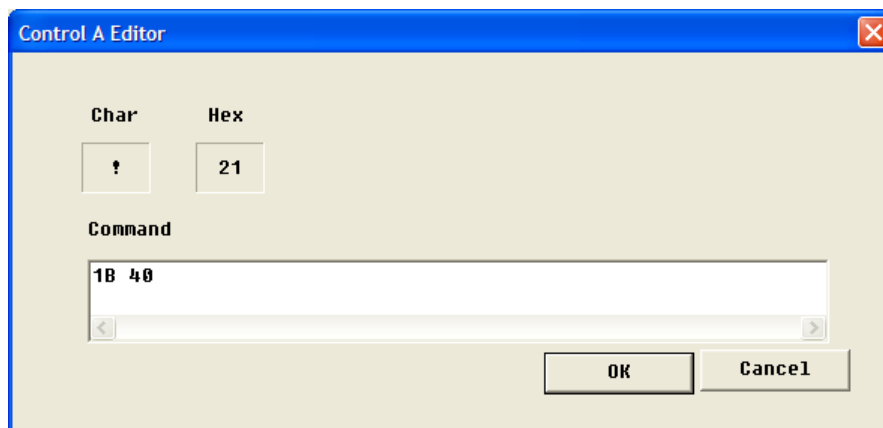 Control A Editor
Char Hex
! 21
Command
1B 40
OK Cancel